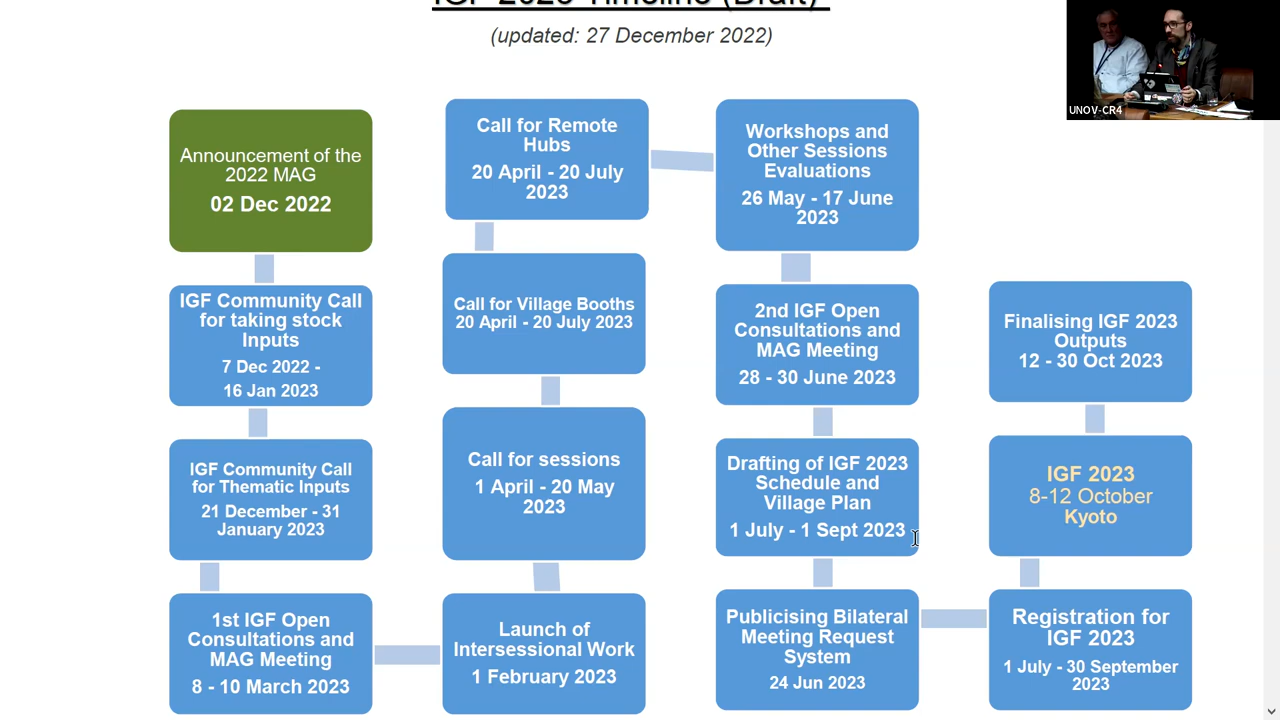 IGF 2023 Timeline (Draft)
(updated: 27 December 2022)
UNOV-CR4
Announcement of the
2022 MAG
02 Dec 2022
IGF Community Call
for taking stock
Inputs
7 Dec 2022 -
16 Jan 2023
IGF Community Call
for Thematic Inputs
21 December - 31
January 2023
1st IGF Open
Consultations and
MAG Meeting
8 - 10 March 2023
Launch of
Intersessional Work
1 February 2023
Call for sessions
1 April - 20 May
2023
Call for Village Booths
20 April - 20 July 2023
Call for Remote
Hubs
20 April - 20 July
2023
Workshops and
Other Sessions
Evaluations
26 May - 17 June
2023
2nd IGF Open
Consultations and
MAG Meeting
28 - 30 June 2023
Drafting of IGF 2023
Schedule and
Village Plan
1 July - 1 Sept 2023
Publicising Bilateral
Meeting Request
System
24 Jun 2023
Registration for
IGF 2023
1 July - 30 September
2023
IGF 2023
8-12 October
Kyoto
Finalising IGF 2023
Outputs
12 - 30 Oct 2023